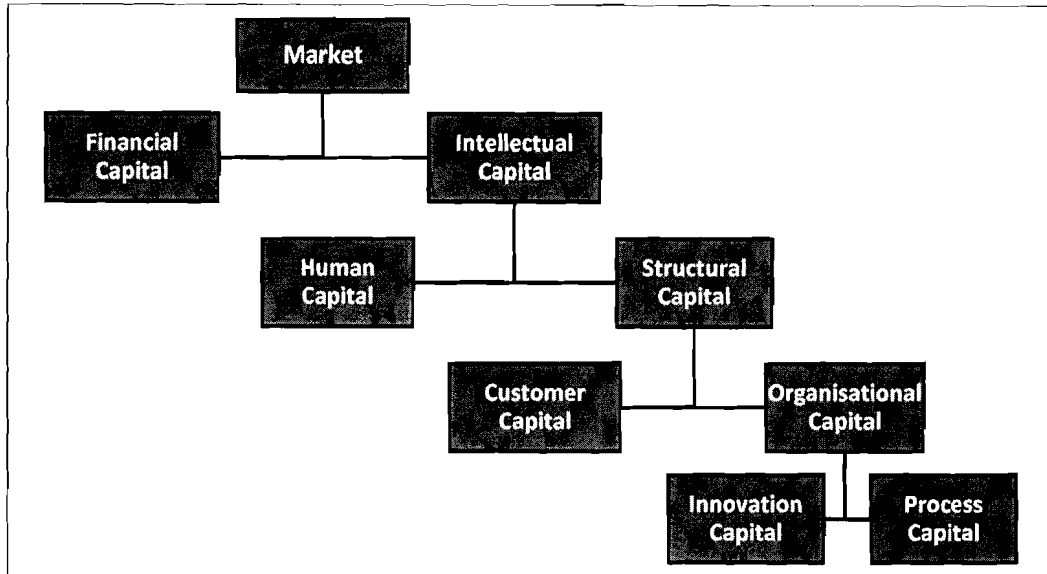 Market
Financial
Capital
Intellectual
Capital
Human
Capital
Structural
Capital
Customer
Capital
Organisational
Capital
Innovation
Capital
Process
Capital